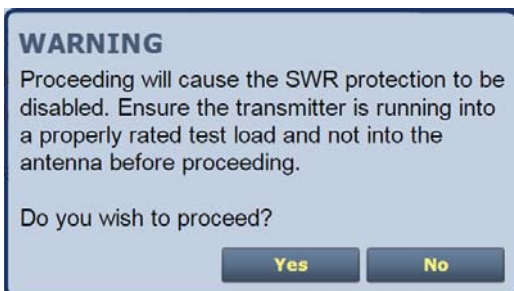 WARNING
Proceeding will cause the SWR protection to be
disabled. Ensure the transmitter is running into
a properly rated test load and not into the
antenna before proceeding.
Do you wish to proceed?
Yes No